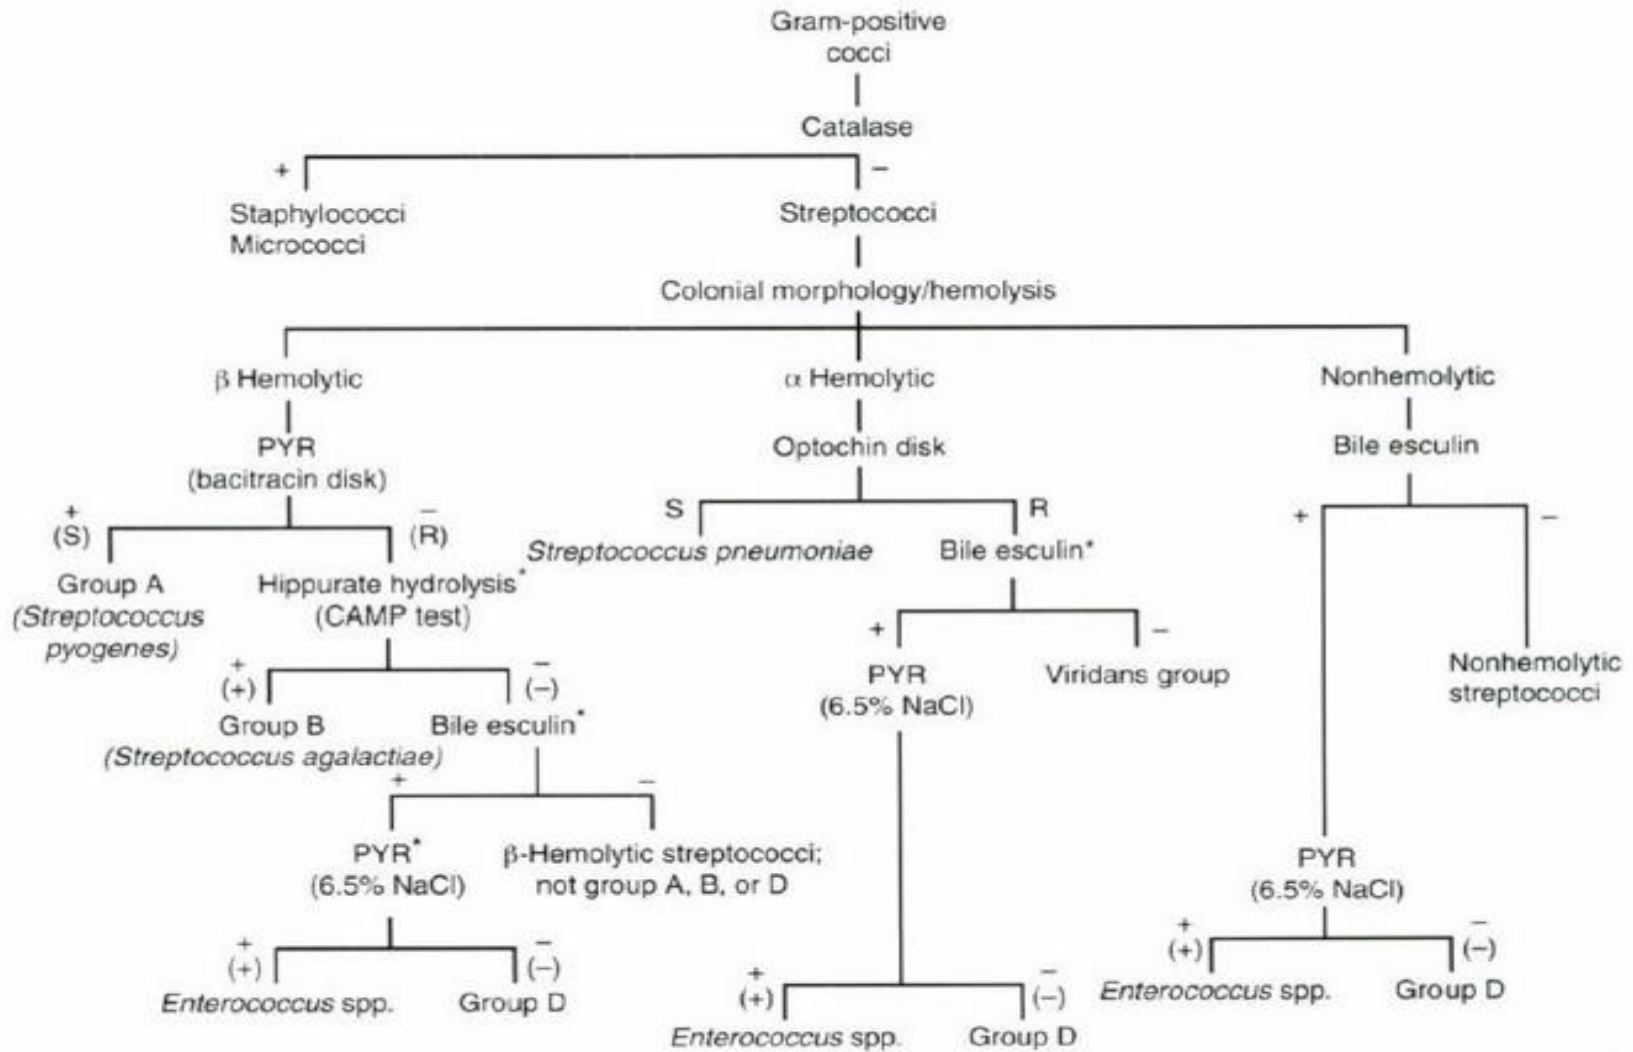 Gram-positive
cocci
Catalase
+
−
Staphylococci
Micrococci
Streptococci
Colonial morphology/hemolysis
β Hemolytic
α Hemolytic
Nonhemolytic
PYR
(bacitracin disk)
Optochin disk
Bile esculin
+
(S)
−
(R)
S
R
+
−
Group A
(Streptococcus
pyogenes)
Hippurate hydrolysis*
(CAMP test)
Streptococcus pneumoniae
Bile esculin*
+
(+)
−
(−)
+
−
Group B
(Streptococcus agalactiae)
Bile esculin*
PYR
(6.5% NaCl)
Viridans group
Nonhemolytic
streptococci
+
−
PYR*
(6.5% NaCl)
β-Hemolytic streptococci;
not group A, B, or D
PYR
(6.5% NaCl)
+
(+)
−
(−)
Enterococcus spp.
Group D
+
(+)
−
(−)
Enterococcus spp.
Group D
+
(+)
−
(−)
Enterococcus spp.
Group D